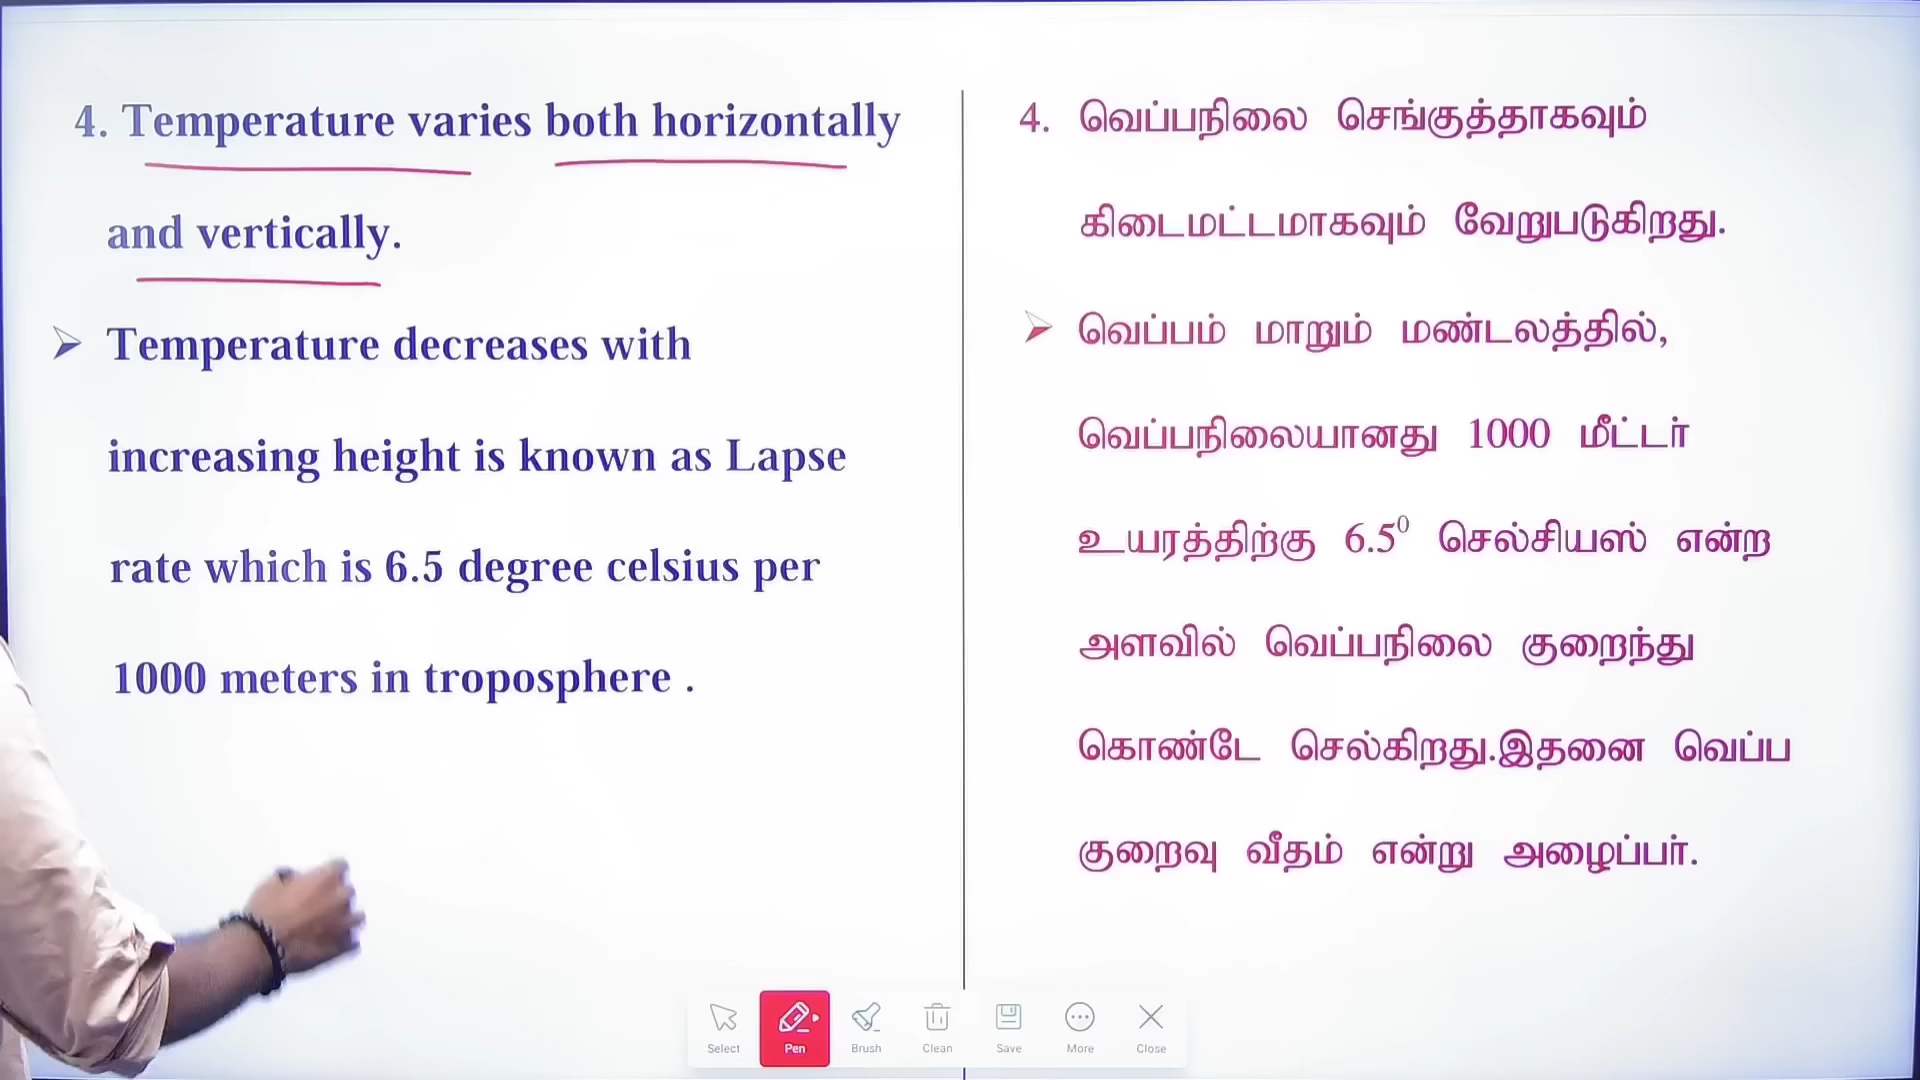 4. Temperature varies both horizontally
and vertically.
Temperature decreases with
increasing height is known as Lapse
rate which is 6.5 degree celsius per
1000 meters in troposphere .
4. வெப்பநிலை செங்குத்தாகவும்
கிடைமட்டமாகவும் வேறுபடுகிறது.
வெப்பம் மாறும் மண்டலத்தில்,
வெப்பநிலையானது 1000 மீட்டர்
உயரத்திற்கு 6.5⁰ செல்சியஸ் என்ற
அளவில் வெப்பநிலை குறைந்து
கொண்டே செல்கிறது.இதனை வெப்ப
குறைவு வீதம் என்று அழைப்பர்.
Select Pen Brush Clean Save More Close